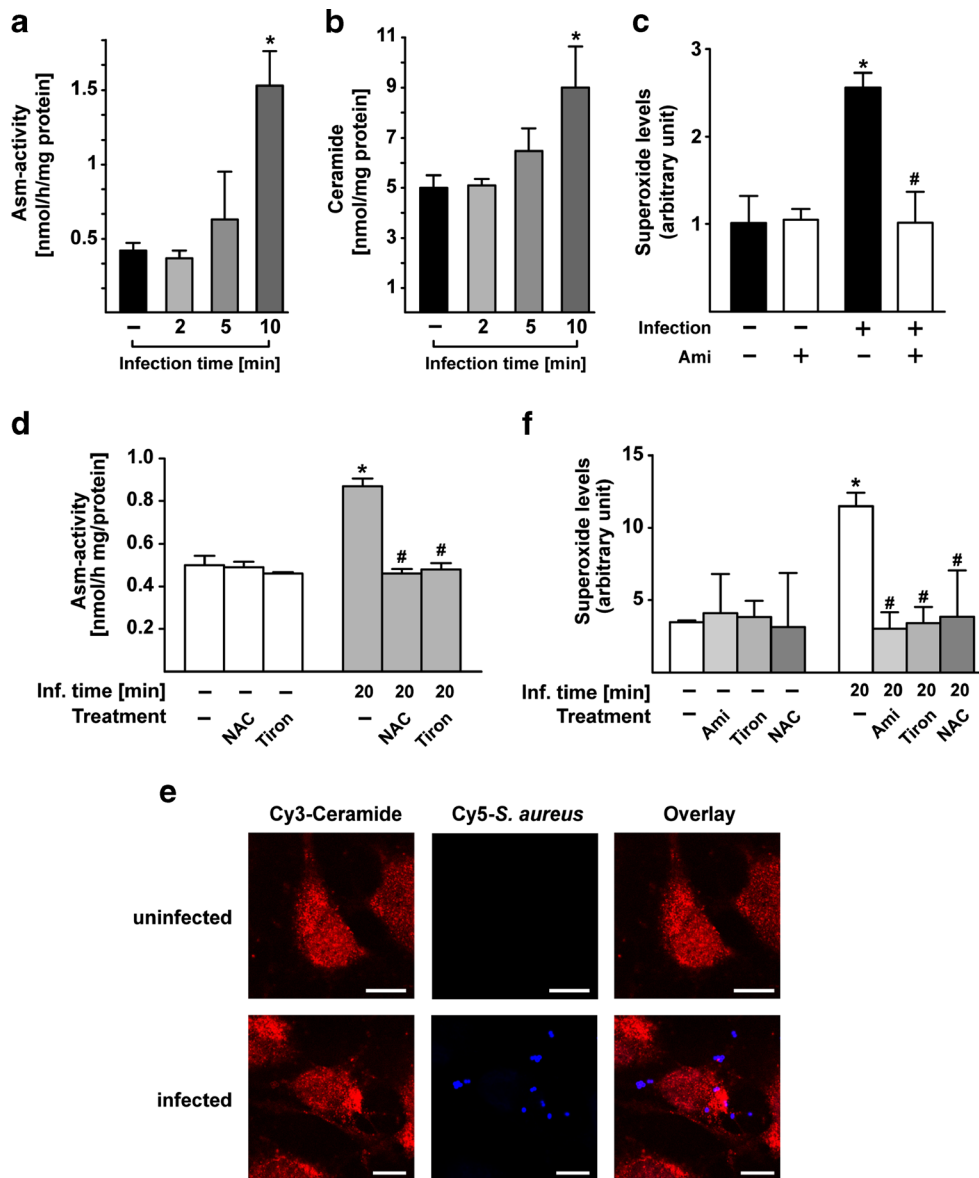 a
Asm-activity
[nmol/h/mg protein]
1.5
1
0.5
*
– 2 5 10
Infection time [min]
b
Ceramide
[nmol/mg protein]
11
9
7
5
3
1
*
– 2 5 10
Infection time [min]
c
Superoxide levels
(arbitrary unit)
3
2
1
*
#
Infection – – + +
Ami – + – +
d
Asm-activity
[nmol/h mg/protein]
1.0
0.8
0.6
0.4
0.2
*
# #
Inf. time [min] – – – 20 20 20
Treatment – NAC Tiron – NAC Tiron
f
Superoxide levels
(arbitrary unit)
15
10
5
*
# # #
Inf. time [min] – – – – 20 20 20 20
Treatment – Ami Tiron NAC – Ami Tiron NAC
e
Cy3-Ceramide Cy5-S. aureus Overlay
uninfected
infected